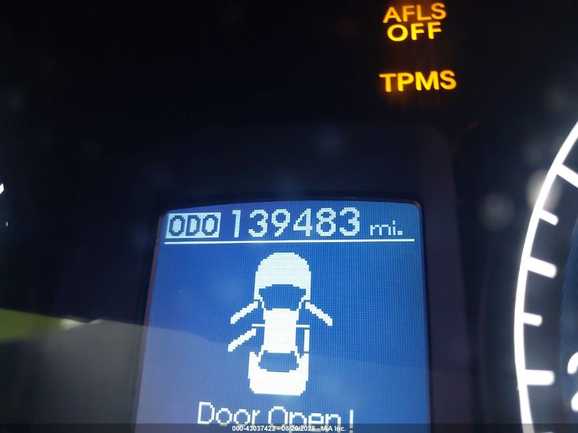 AFLS
OFF
TPMS
ODO 139483 mi.
Door Open!